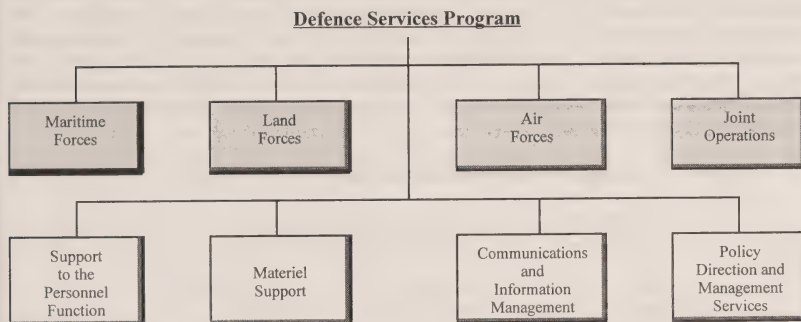 Defence Services Program
Maritime
Forces
Land
Forces
Air
Forces
Joint
Operations
Support
to the
Personnel
Function
Materiel
Support
Communications
and
Information
Management
Policy
Direction and
Management
Services